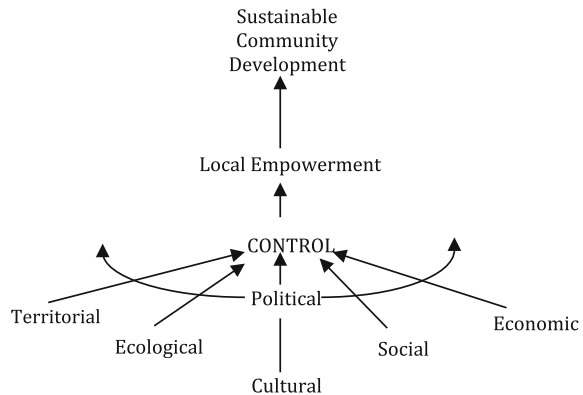 Sustainable
Community
Development
Local Empowerment
CONTROL
Political
Territorial
Economic
Ecological
Social
Cultural